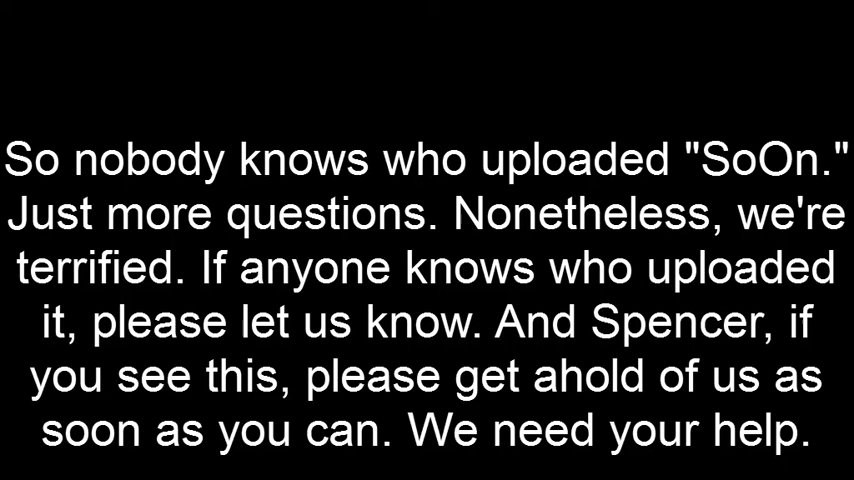 So nobody knows who uploaded "SoOn."
Just more questions. Nonetheless, we're
terrified. If anyone knows who uploaded
it, please let us know. And Spencer, if
you see this, please get ahold of us as
soon as you can. We need your help.